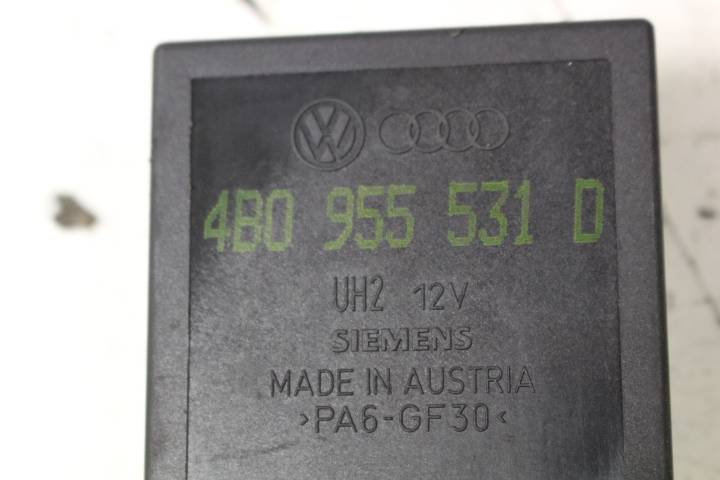 4B0 955 531 D
UH2 12V
SIEMENS
MADE IN AUSTRIA
>PA6-GF30<